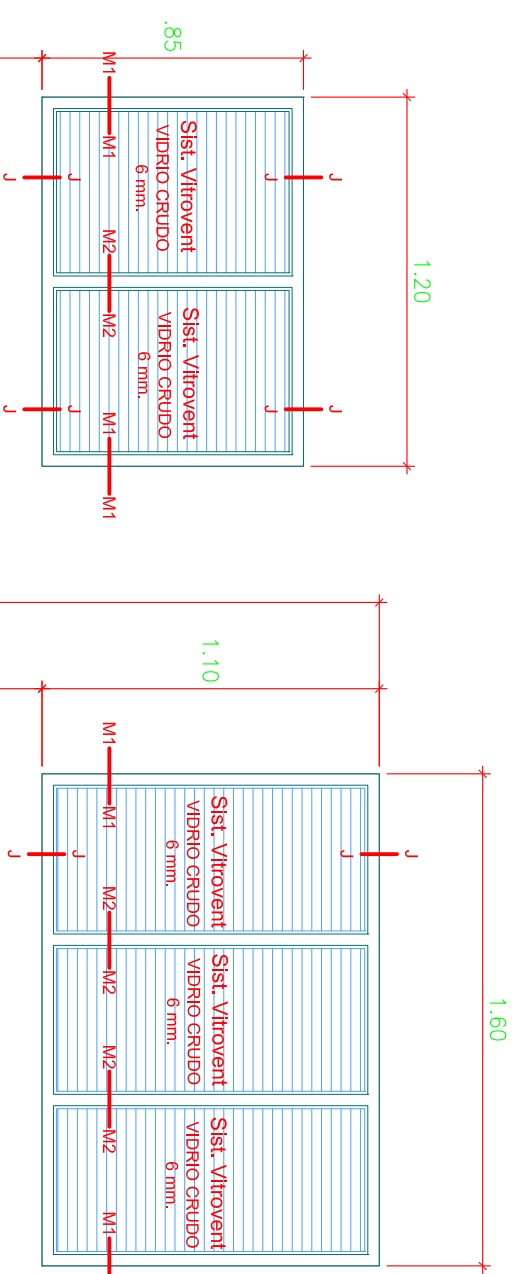 1.20
J J
J J
.85
Sist. Vitrovent
VIDRIO CRUDO
6 mm.
Sist. Vitrovent
VIDRIO CRUDO
6 mm.
M1 M1 M2 M2 M1 M1
J J
J J
1.60
J
J
1.10
Sist. Vitrovent
VIDRIO CRUDO
6 mm.
Sist. Vitrovent
VIDRIO CRUDO
6 mm.
Sist. Vitrovent
VIDRIO CRUDO
6 mm.
M1 M1 M2 M2 M2 M2 M1
J
J